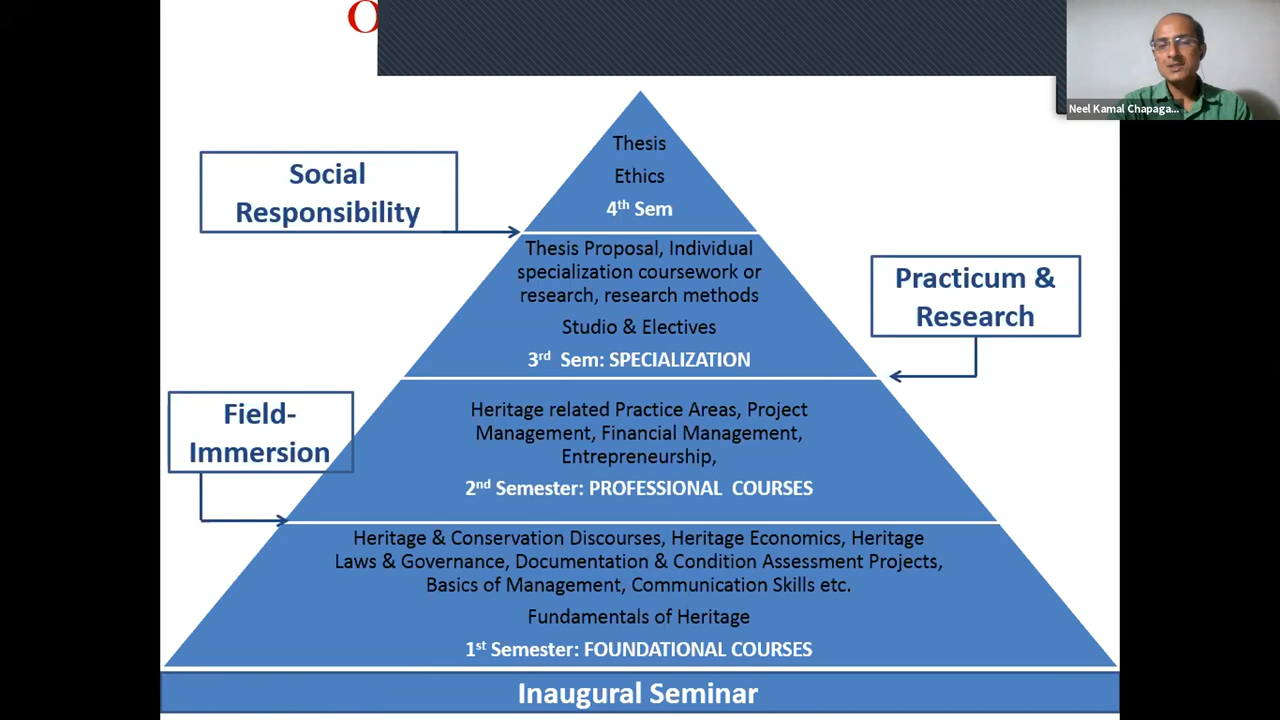 O
Neel Kamal Chapaga...
Thesis
Ethics
4th Sem
Social
Responsibility
Thesis Proposal, Individual
specialization coursework or
research, research methods
Studio & Electives
3rd Sem: SPECIALIZATION
Practicum &
Research
Field-
Immersion
Heritage related Practice Areas, Project
Management, Financial Management,
Entrepreneurship,
2nd Semester: PROFESSIONAL COURSES
Heritage & Conservation Discourses, Heritage Economics, Heritage
Laws & Governance, Documentation & Condition Assessment Projects,
Basics of Management, Communication Skills etc.
Fundamentals of Heritage
1st Semester: FOUNDATIONAL COURSES
Inaugural Seminar